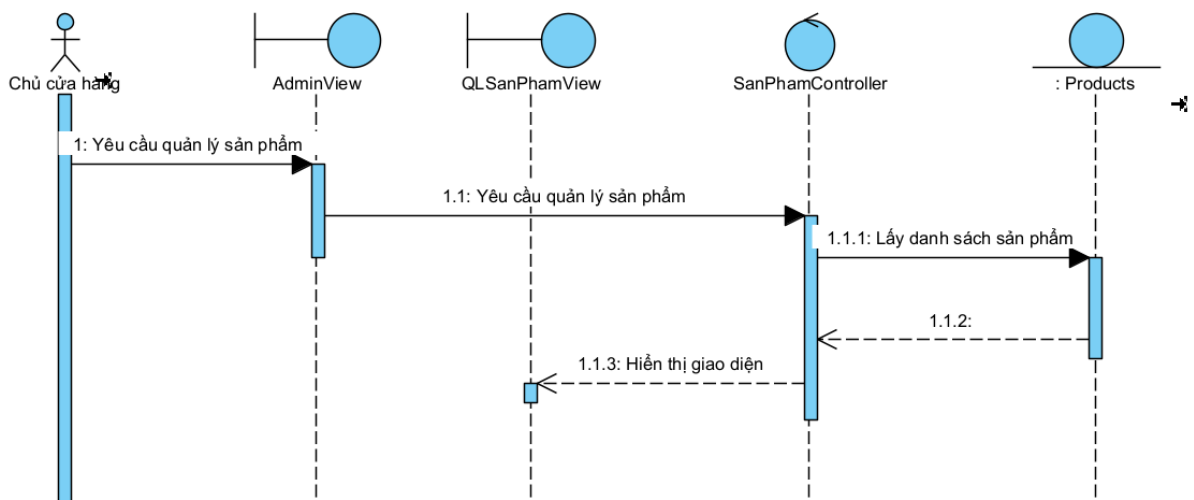 Chủ cửa hàng
AdminView
QLSanPhamView
SanPhamController
: Products
1: Yêu cầu quản lý sản phẩm
1.1: Yêu cầu quản lý sản phẩm
1.1.1: Lấy danh sách sản phẩm
1.1.2:
1.1.3: Hiển thị giao diện